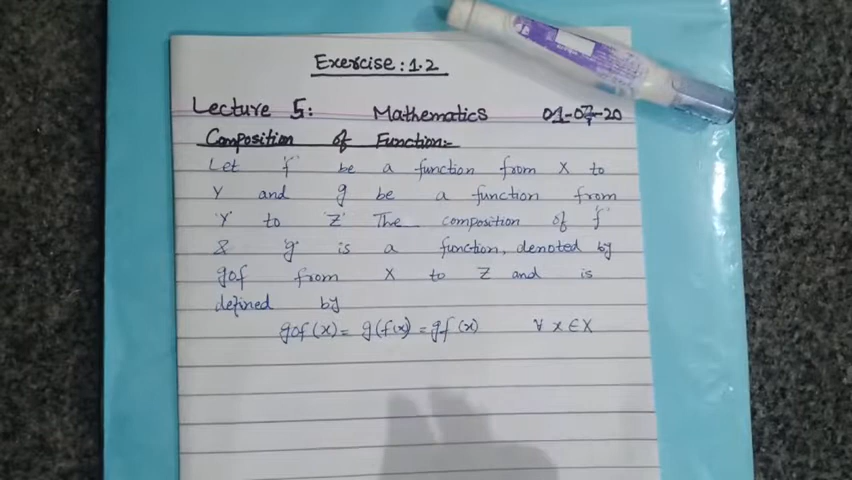 Exercise: 1.2
Lecture 5: Mathematics 01-07-20
Composition of Function:-
Let 'f' be a function from X to
Y and g be a function from
'Y' to 'Z' The composition of 'f'
& 'g' is a function, denoted by
gof from X to Z and is
defined by
gof(x) = g(f(x)) = gf(x) ∀ x ∈ X